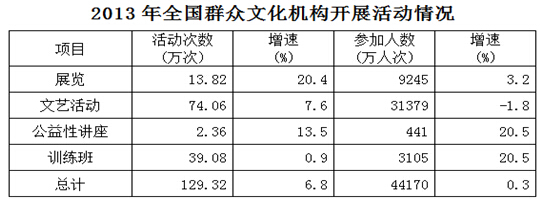 2013年全国群众文化机构开展活动情况
项目 活动次数(万次) 增速(%) 参加人数(万人次) 增速(%)
展览 13.82 20.4 9245 3.2
文艺活动 74.06 7.6 31379 -1.8
公益性讲座 2.36 13.5 441 20.5
训练班 39.08 0.9 3105 20.5
总计 129.32 6.8 44170 0.3